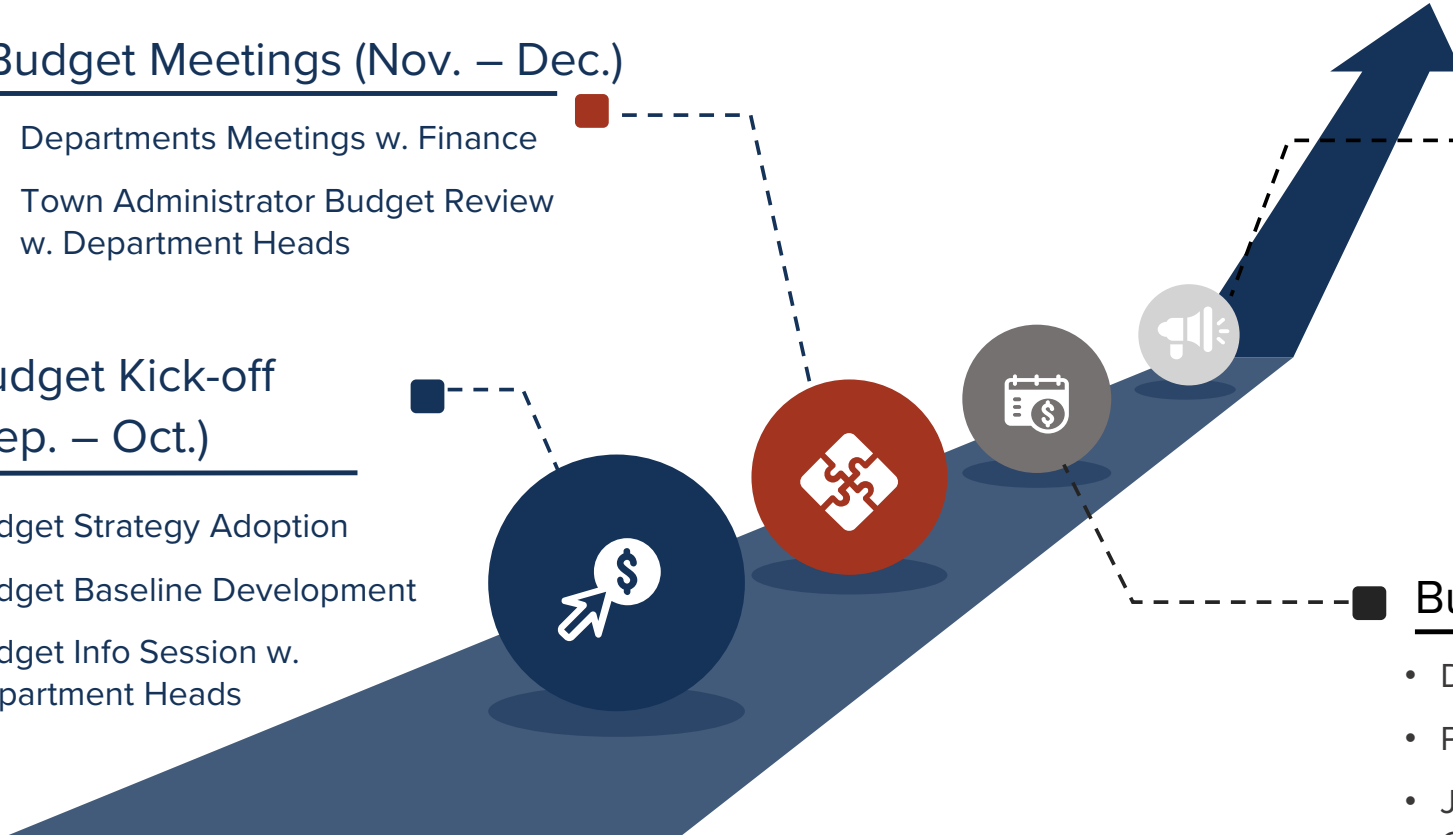 Budget Meetings (Nov. – Dec.)
Departments Meetings w. Finance
Town Administrator Budget Review
w. Department Heads
udget Kick-off
ep. – Oct.)
dget Strategy Adoption
dget Baseline Development
dget Info Session w.
partment Heads
$
$
Bu
• D
•
• J